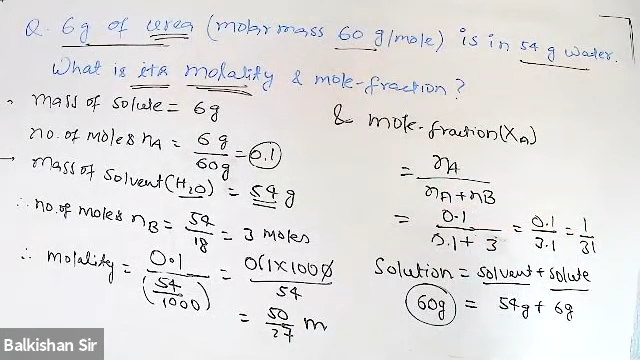 Q. 6g of urea (molar mass 60 g/mole) is in 54 g water.
What is its molality & mole-fraction?
mass of solute = 6g
no. of moles nA = 6g / 60g = 0.1
→ mass of solvent (H2O) = 54 g
∴ no. of moles nB = 54 / 18 = 3 moles
∴ molality = 0.1 / (54 / 1000) = 0.1 x 1000 / 54
= 50 / 27 m
& mole-fraction (XA)
= nA / nA + nB
= 0.1 / 0.1 + 3 = 0.1 / 3.1 = 1 / 31
Solution = solvent + solute
60g = 54g + 6g
Balkishan Sir